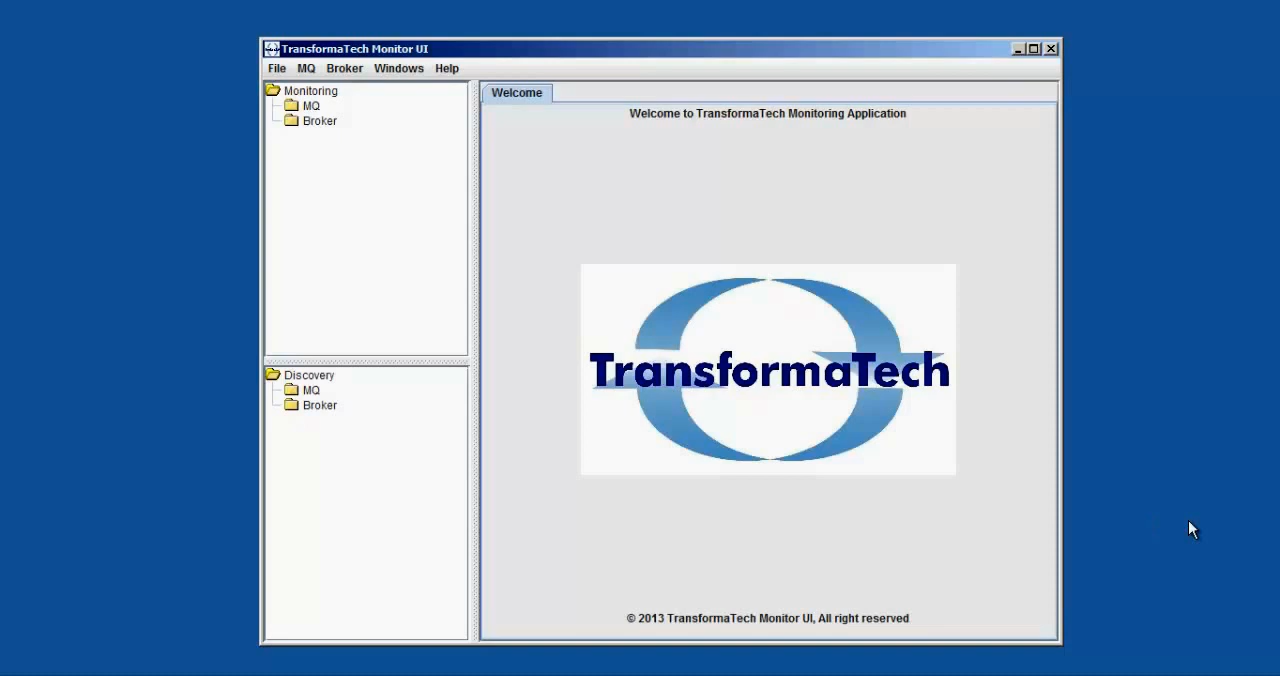 TransformaTech Monitor UI
File MQ Broker Windows Help
Monitoring
MQ
Broker
Discovery
MQ
Broker
Welcome
Welcome to TransformaTech Monitoring Application
TransformaTech
© 2013 TransformaTech Monitor UI, All right reserved